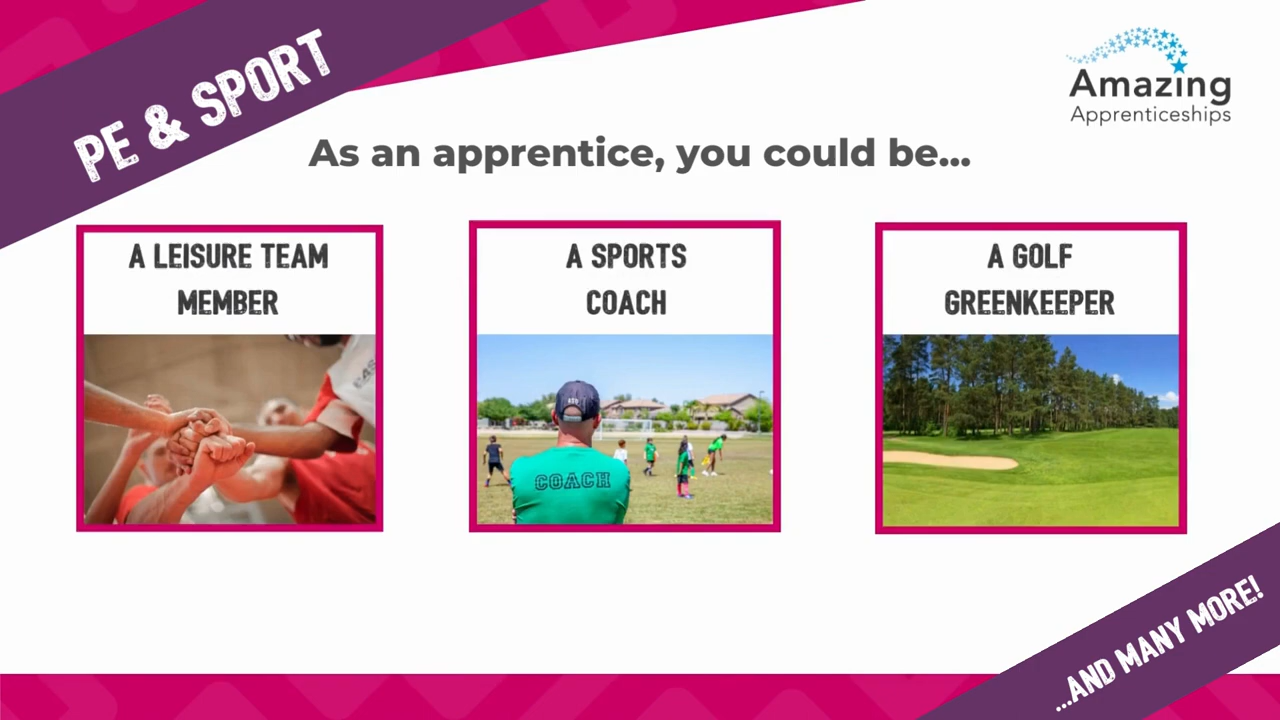 PE & SPORT
Amazing
Apprenticeships
As an apprentice, you could be...
A LEISURE TEAM
MEMBER
A SPORTS
COACH
A GOLF
GREENKEEPER
COACH
...AND MANY MORE!